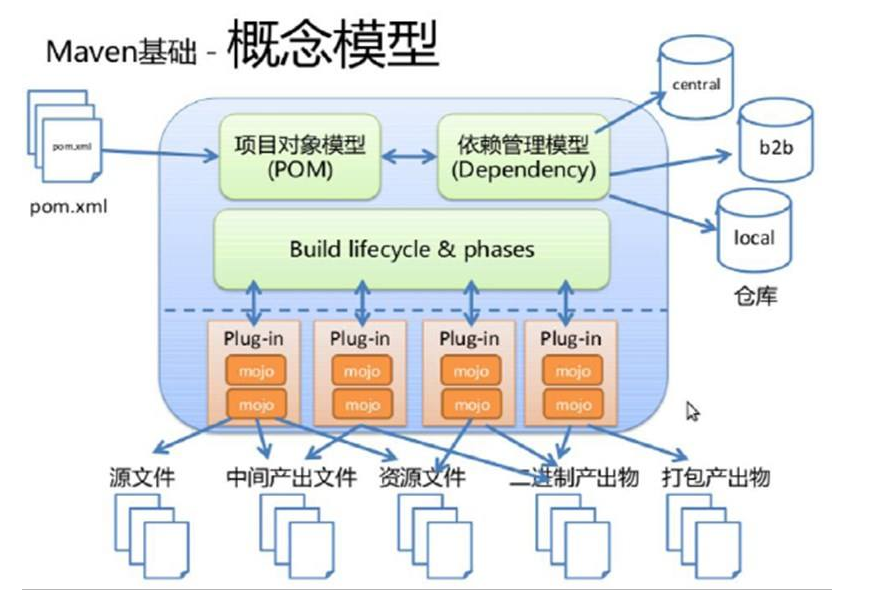 Maven基础 - 概念模型
pom.xml
pom.xml
项目对象模型
(POM)
依赖管理模型
(Dependency)
central
b2b
local
仓库
Build lifecycle & phases
Plug-in
mojo
mojo
Plug-in
mojo
mojo
Plug-in
mojo
mojo
Plug-in
mojo
mojo
源文件
中间产出文件
资源文件
二进制产出物
打包产出物